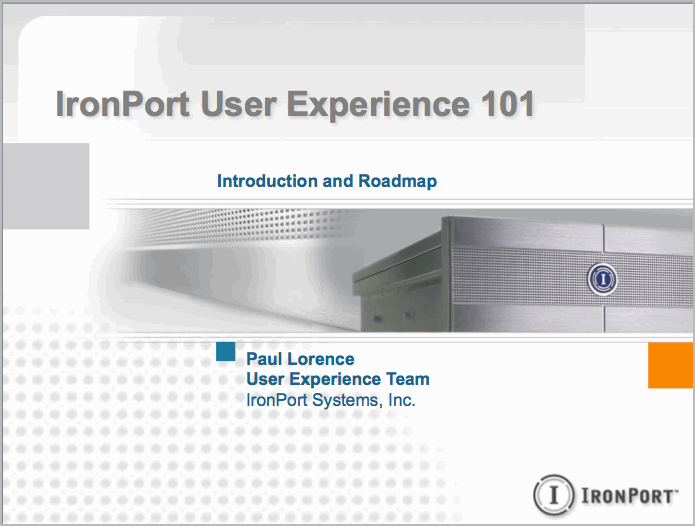 IronPort User Experience 101
Introduction and Roadmap
I
Paul Lorence
User Experience Team
IronPort Systems, Inc.
I IRONPORT™